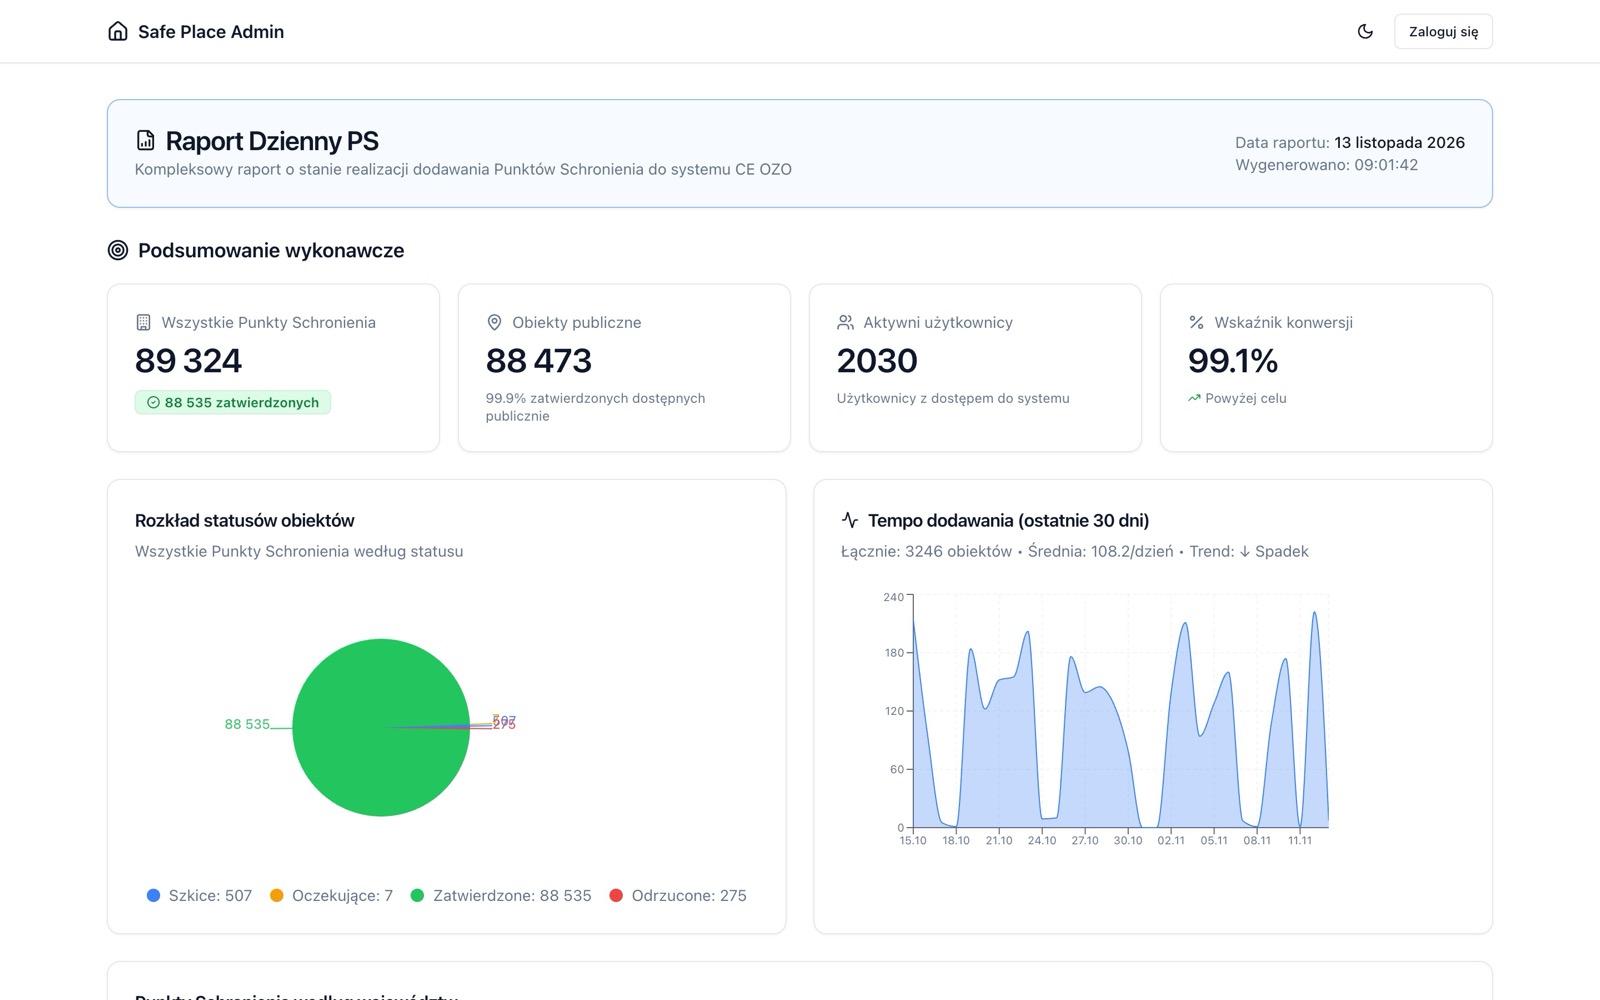 Safe Place Admin
Zaloguj się
Raport Dzienny PS
Kompleksowy raport o stanie realizacji dodawania Punktów Schronienia do systemu CE OZO
Data raportu: 13 listopada 2026
Wygenerowano: 09:01:42
Podsumowanie wykonawcze
Wszystkie Punkty Schronienia
89 324
88 535 zatwierdzonych
Obiekty publiczne
88 473
99.9% zatwierdzonych dostępnych
publicznie
Aktywni użytkownicy
2030
Użytkownicy z dostępem do systemu
Wskaźnik konwersji
99.1%
Powyżej celu
Rozkład statusów obiektów
Wszystkie Punkty Schronienia według statusu
88 535
7
507
275
Szkice: 507
Oczekujące: 7
Zatwierdzone: 88 535
Odrzucone: 275
Tempo dodawania (ostatnie 30 dni)
Łącznie: 3246 obiektów • Średnia: 108.2/dzień • Trend: ↓ Spadek
240
180
120
60
0
15.10 18.10 21.10 24.10 27.10 30.10 02.11 05.11 08.11 11.11
Punkty Schronienia według województw